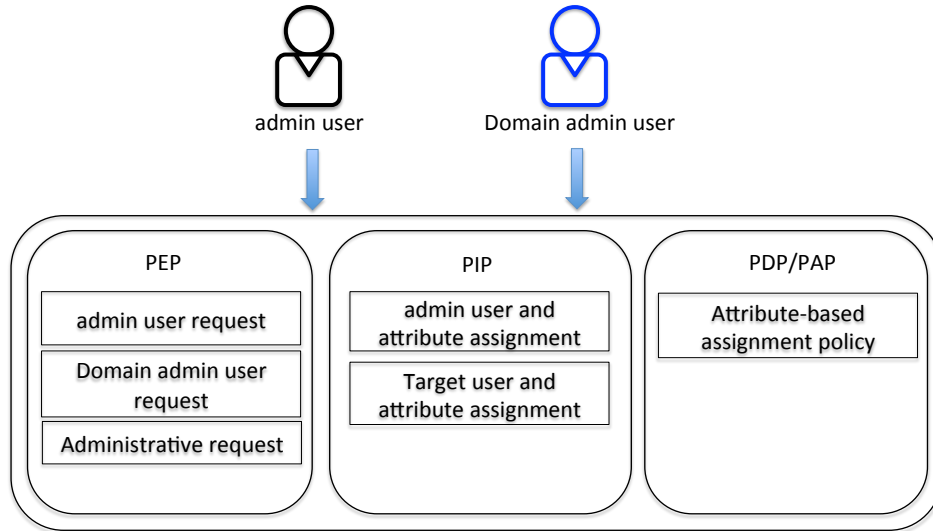 admin user
Domain admin user
PEP
admin user request
Domain admin user
request
Administrative request
PIP
admin user and
attribute assignment
Target user and
attribute assignment
PDP/PAP
Attribute-based
assignment policy